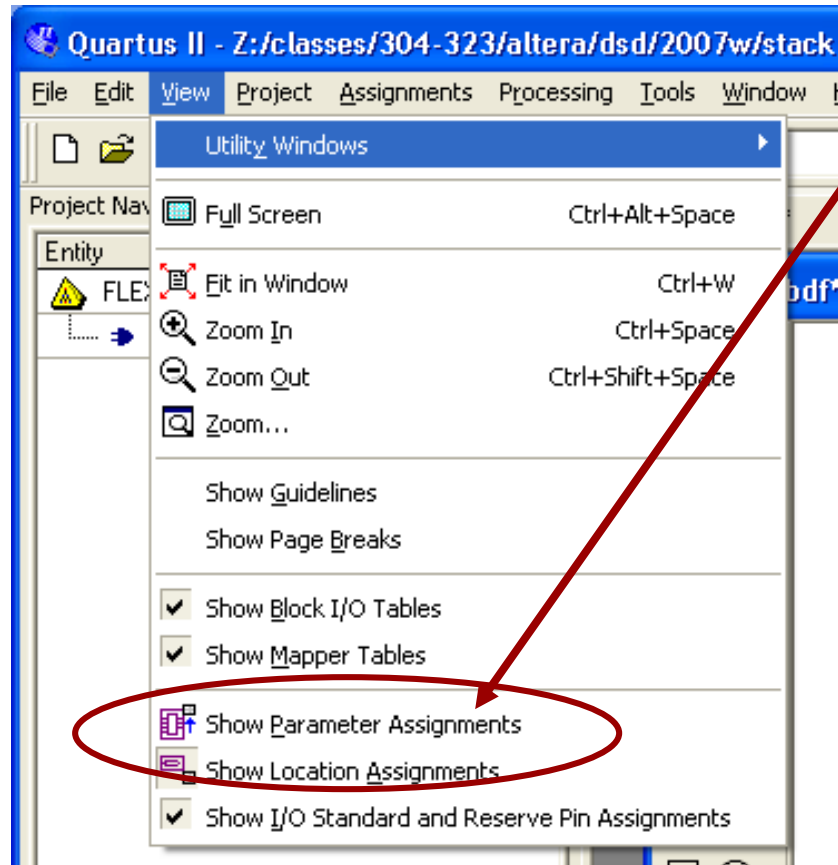 Quartus II - Z:/classes/304-323/altera/dsd/2007w/stack
File Edit View Project Assignments Processing Tools Window
Utility Windows
Project Nav
Full Screen Ctrl+Alt+Space
Entity
FLEX
Fit in Window Ctrl+W
bdf*
Zoom In Ctrl+Space
Zoom Out Ctrl+Shift+Space
Zoom...
Show Guidelines
Show Page Breaks
Show Block I/O Tables
Show Mapper Tables
Show Parameter Assignments
Show Location Assignments
Show I/O Standard and Reserve Pin Assignments